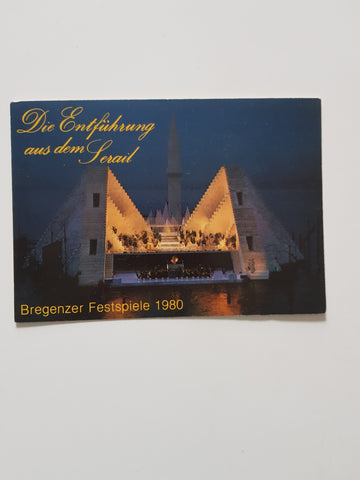 Die Entführung
aus dem Serail
Bregenzer Festspiele 1980